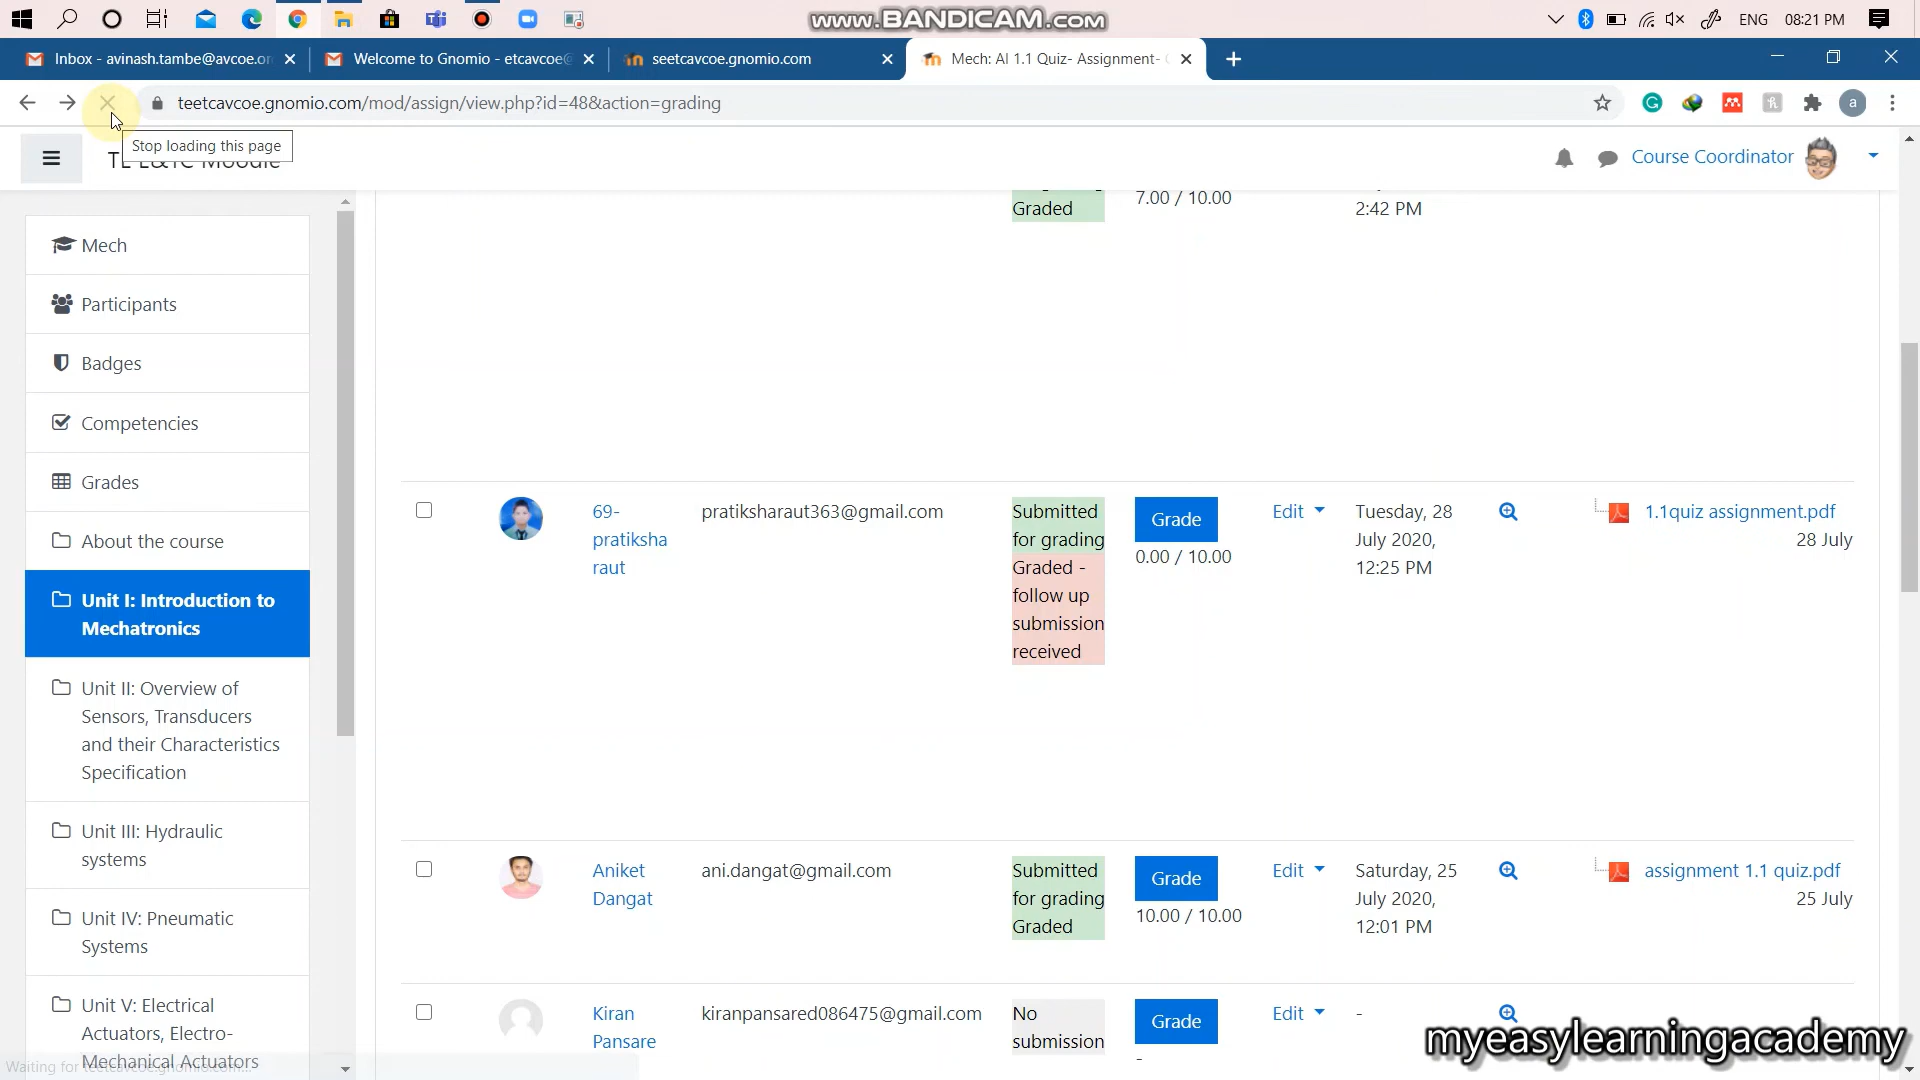 www.BANDICAM.com
ENG
08:21 PM
Inbox - avinash.tambe@avcoe.or
Welcome to Gnomio - etcavcoe@
seetcavcoe.gnomio.com
Mech: AI 1.1 Quiz- Assignment-
teetcavcoe.gnomio.com/mod/assign/view.php?id=48&action=grading
a
Stop loading this page
TE E&TC Moodle
Course Coordinator
Mech
Participants
Badges
Competencies
Grades
About the course
Unit I: Introduction to
Mechatronics
Unit II: Overview of
Sensors, Transducers
and their Characteristics
Specification
Unit III: Hydraulic
systems
Unit IV: Pneumatic
Systems
Unit V: Electrical
Actuators, Electro-
Mechanical Actuators
Graded
7.00 / 10.00
2:42 PM
69-
pratiksha
raut
pratiksharaut363@gmail.com
Submitted
for grading
Graded -
follow up
submission
received
Grade
0.00 / 10.00
Edit
Tuesday, 28
July 2020,
12:25 PM
1.1quiz assignment.pdf
28 July
Aniket
Dangat
ani.dangat@gmail.com
Submitted
for grading
Graded
Grade
10.00 / 10.00
Edit
Saturday, 25
July 2020,
12:01 PM
assignment 1.1 quiz.pdf
25 July
Kiran
Pansare
kiranpansared086475@gmail.com
No
submission
Grade
-
Edit
-
Waiting for teetcavcoe.gnomio.com...
myeasylearningacademy